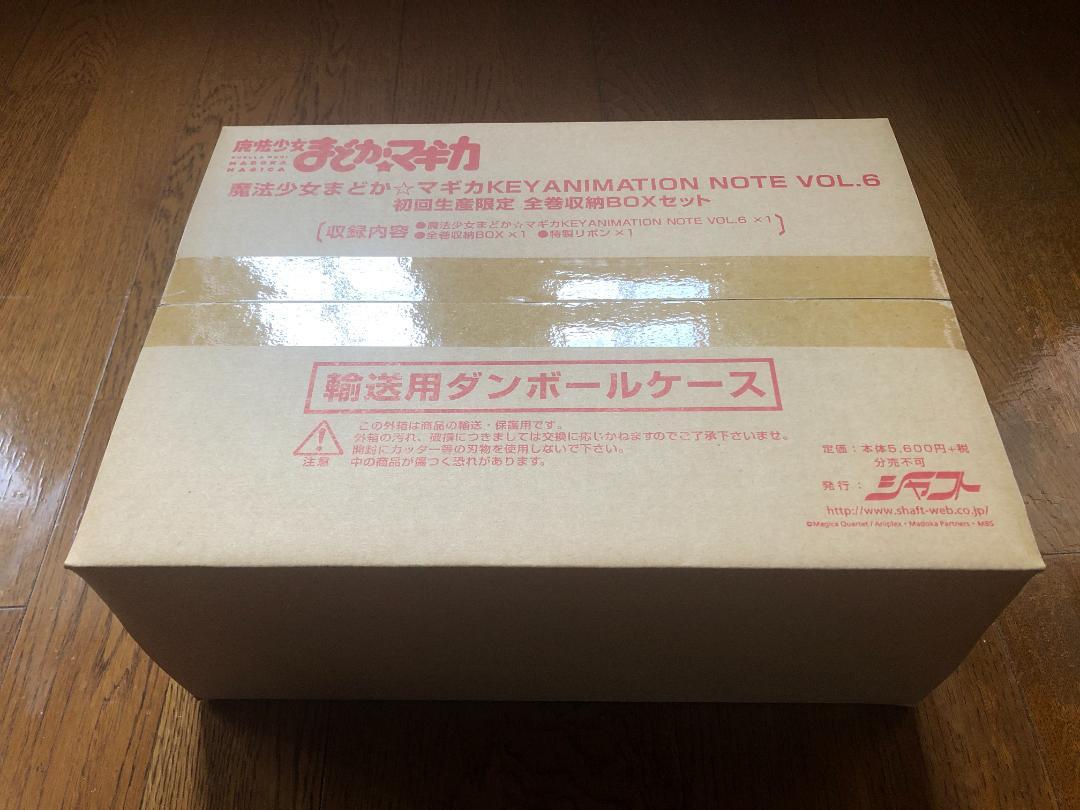 魔法少女まどか☆マギカ
PUELLA MAGI
MADOKA
MAGICA
魔法少女まどか☆マギカKEYANIMATION NOTE VOL.6
初回生産限定 全巻収納BOXセット
収録内容
●魔法少女まどか☆マギカKEYANIMATION NOTE VOL.6 ×1
●全巻収納BOX×1 ●特製リボン×1
輸送用ダンボールケース
注意
この外箱は商品の輸送・保護用です。
外箱の汚れ、破損につきましては交換に応じかねますのでご了承下さいませ。
開封にカッター等の刃物を使用しないで下さい。
中の商品が傷つく恐れがあります。
定価：本体5,600円+税
分売不可
発行：シャフト
http://www.shaft-web.co.jp/
©Magica Quartet / Aniplex・Madoka Partners・MBS